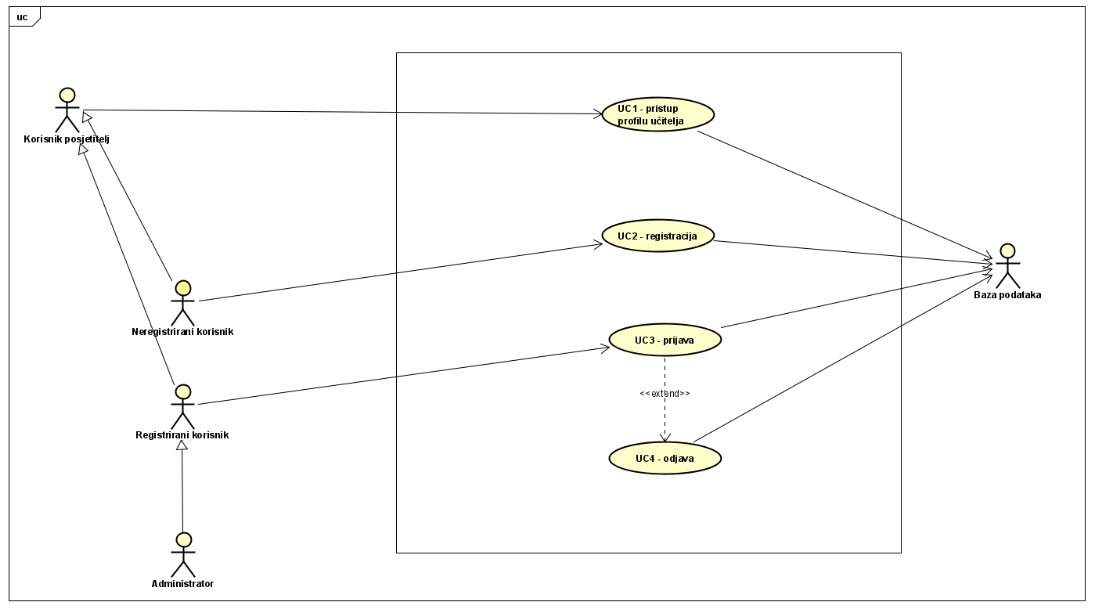 uc
Korisnik posjetitelj
UC1 - pristup
profilu učitelja
UC2 - registracija
Baza podataka
Neregistrirani korisnik
UC3 - prijava
<<extend>>
Registrirani korisnik
UC4 - odjava
Administrator